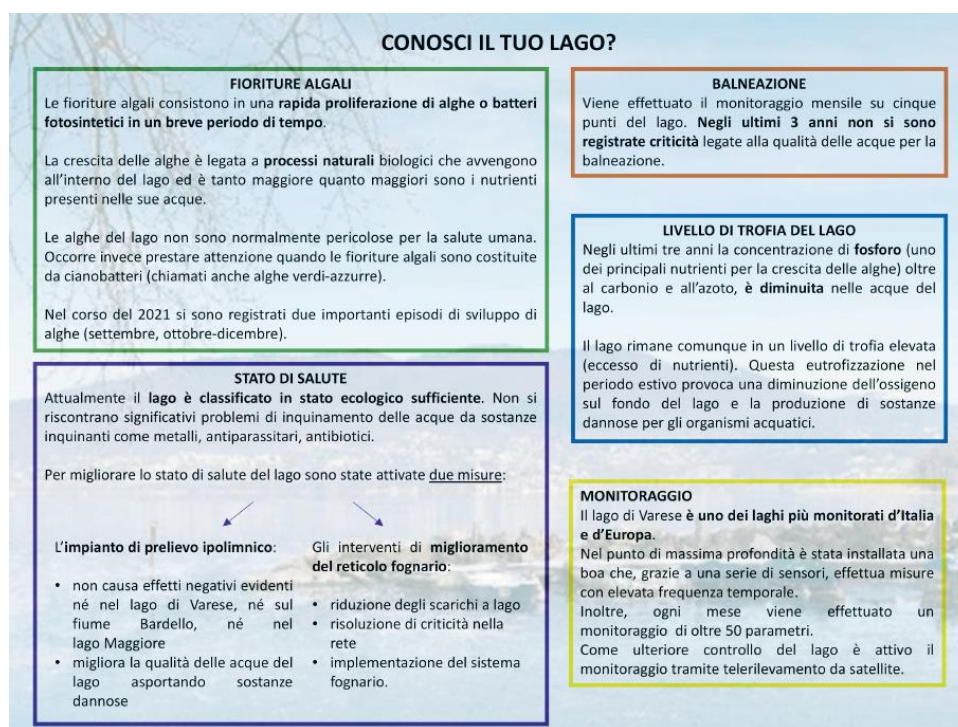 CONOSCI IL TUO LAGO?
FIORITURE ALGALI
Le fioriture algali consistono in una rapida proliferazione di alghe o batteri
fotosintetici in un breve periodo di tempo.
La crescita delle alghe è legata a processi naturali biologici che avvengono
all'interno del lago ed è tanto maggiore quanto maggiori sono i nutrienti
presenti nelle sue acque.
Le alghe del lago non sono normalmente pericolose per la salute umana.
Occorre invece prestare attenzione quando le fioriture algali sono costituite
da cianobatteri (chiamati anche alghe verdi-azzurre).
Nel corso del 2021 si sono registrati due importanti episodi di sviluppo di
alghe (settembre, ottobre-dicembre).
STATO DI SALUTE
Attualmente il lago è classificato in stato ecologico sufficiente. Non si
riscontrano significativi problemi di inquinamento delle acque da sostanze
inquinanti come metalli, antiparassitari, antibiotici.
Per migliorare lo stato di salute del lago sono state attivate due misure:
L'impianto di prelievo ipolimnico:
• non causa effetti negativi evidenti
né nel lago di Varese, né sul
fiume Bardello, né nel
lago Maggiore
• migliora la qualità delle acque del
lago asportando sostanze
dannose
Gli interventi di miglioramento
del reticolo fognario:
• riduzione degli scarichi a lago
• risoluzione di criticità nella
rete
• implementazione del sistema
fognario.
BALNEAZIONE
Viene effettuato il monitoraggio mensile su cinque
punti del lago. Negli ultimi 3 anni non si sono
registrate criticità legate alla qualità delle acque per la
balneazione.
LIVELLO DI TROFIA DEL LAGO
Negli ultimi tre anni la concentrazione di fosforo (uno
dei principali nutrienti per la crescita delle alghe) oltre
al carbonio e all'azoto, è diminuita nelle acque del
lago.
Il lago rimane comunque in un livello di trofia elevata
(eccesso di nutrienti). Questa eutrofizzazione nel
periodo estivo provoca una diminuzione dell'ossigeno
sul fondo del lago e la produzione di sostanze
dannose per gli organismi acquatici.
MONITORAGGIO
Il lago di Varese è uno dei laghi più monitorati d'Italia
e d'Europa.
Nel punto di massima profondità è stata installata una
boa che, grazie a una serie di sensori, effettua misure
con elevata frequenza temporale.
Inoltre, ogni mese viene effettuato un
monitoraggio di oltre 50 parametri.
Come ulteriore controllo del lago è attivo il
monitoraggio tramite telerilevamento da satellite.